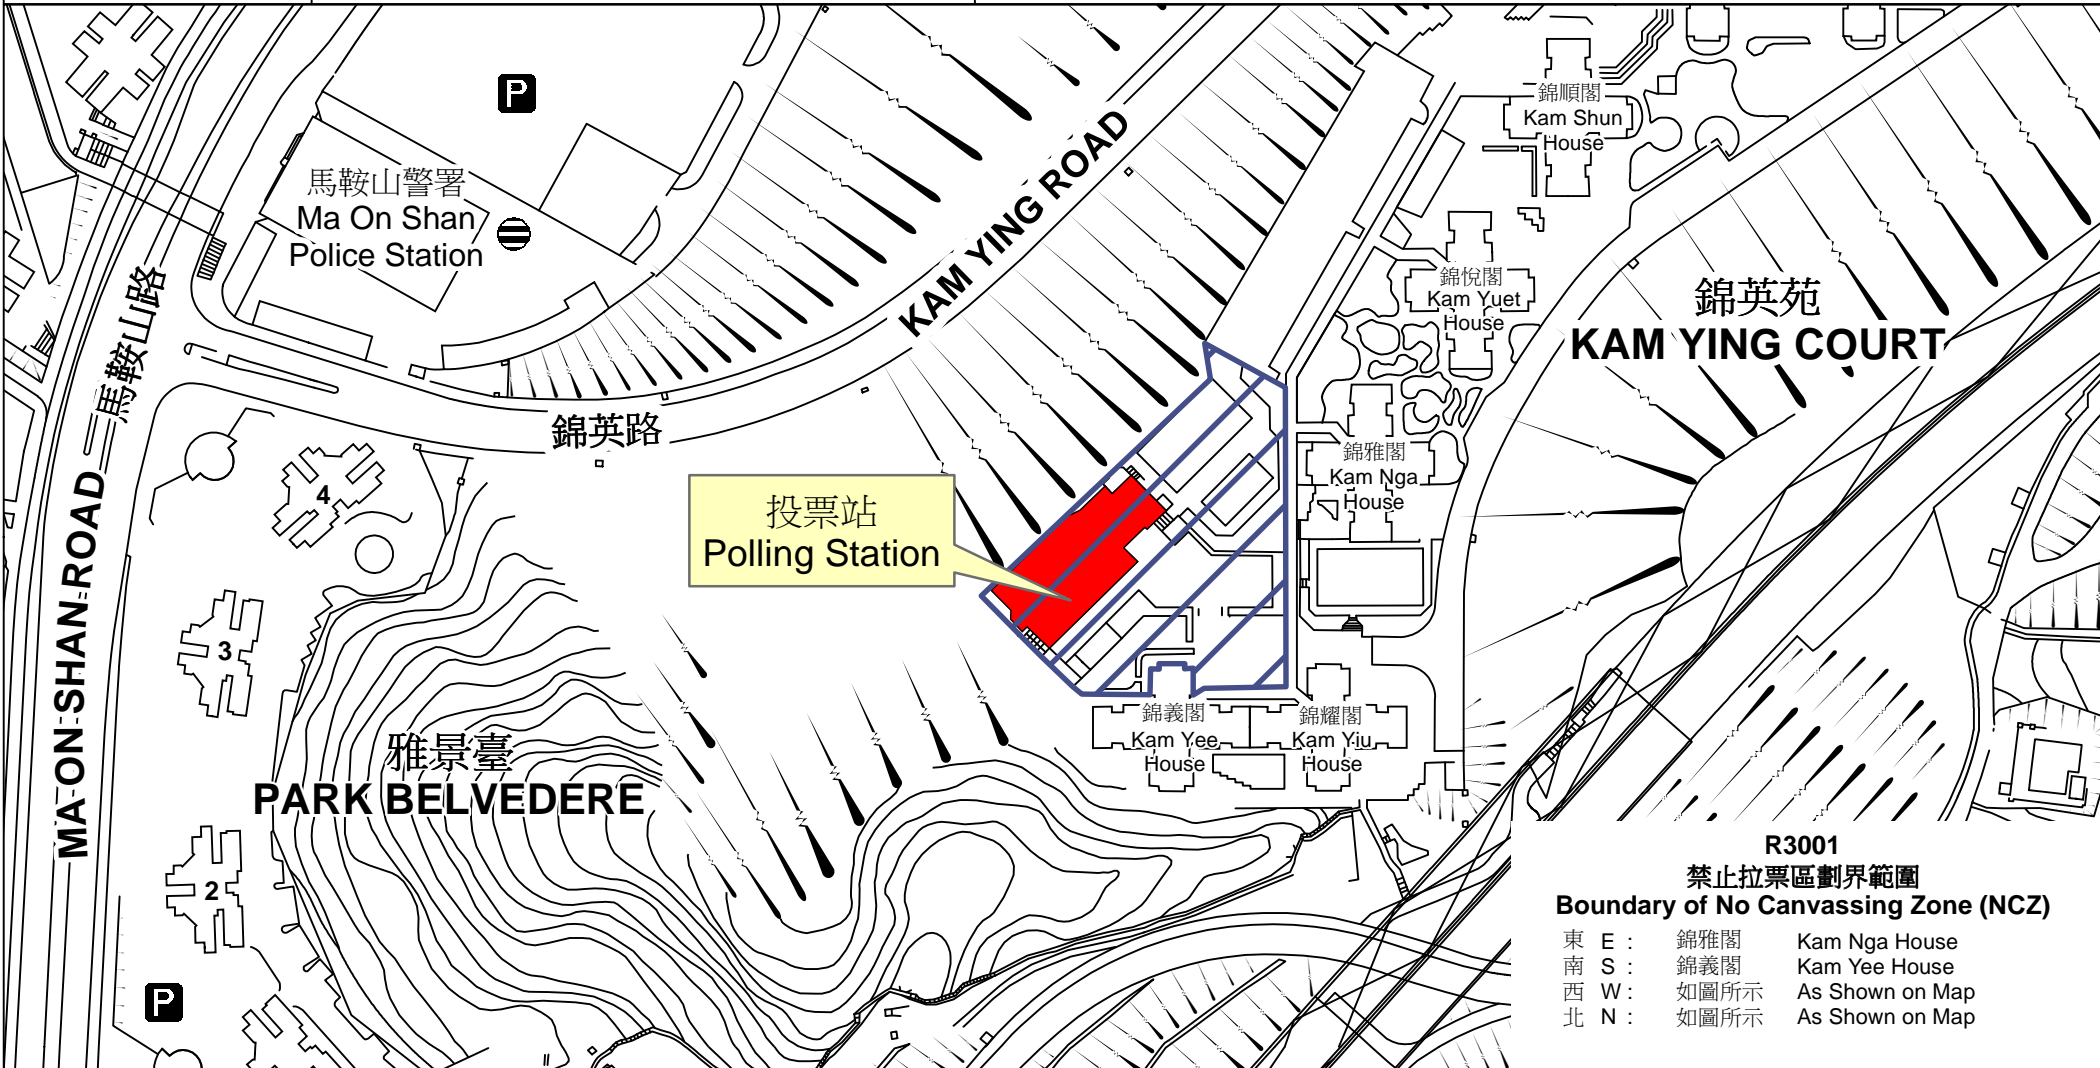 P
馬鞍山警署
Ma On Shan
Police Station
KAM YING ROAD
錦英路
馬鞍山路
MA ON SHAN ROAD
錦順閣
Kam Shun
House
錦悅閣
Kam Yuet
House
錦英苑
KAM YING COURT
錦雅閣
Kam Nga
House
投票站
Polling Station
4
3
2
雅景臺
PARK BELVEDERE
錦義閣
Kam Yee
House
錦耀閣
Kam Yiu
House
P
R3001
禁止拉票區劃界範圍
Boundary of No Canvassing Zone (NCZ)
東 E : 錦雅閣 Kam Nga House
南 S : 錦義閣 Kam Yee House
西 W : 如圖所示 As Shown on Map
北 N : 如圖所示 As Shown on Map